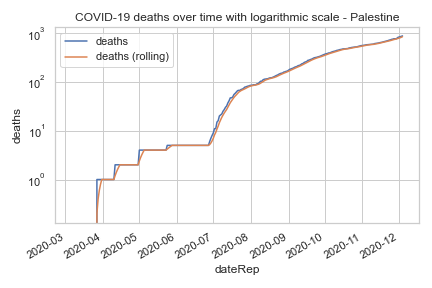 COVID-19 deaths over time with logarithmic scale - Palestine
deaths
deaths (rolling)
10³
10²
10¹
10⁰
deaths
2020-03
2020-04
2020-05
2020-06
2020-07
2020-08
2020-09
2020-10
2020-11
2020-12
dateRep